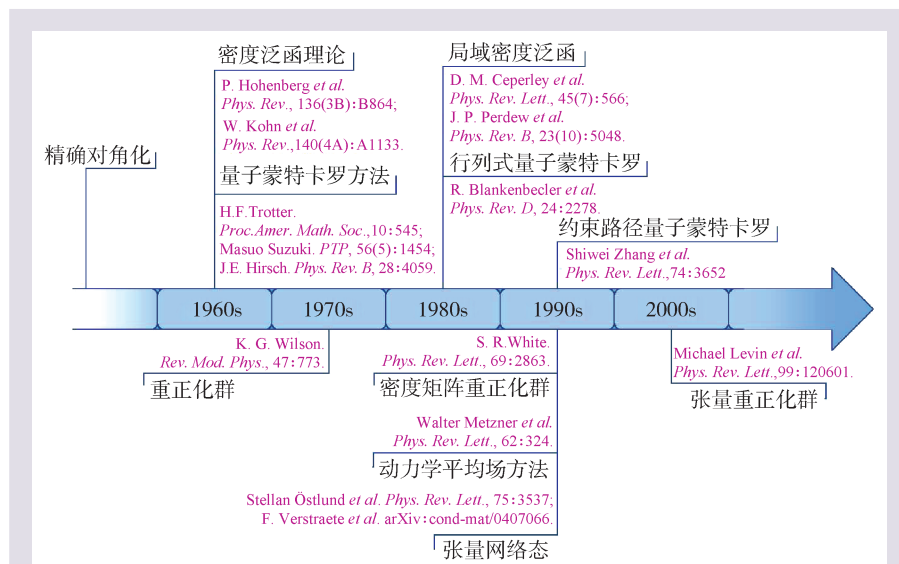 密度泛函理论
P. Hohenberg et al.
Phys. Rev., 136(3B):B864;
W. Kohn et al.
Phys. Rev.,140(4A):A1133.
局域密度泛函
D. M. Ceperley et al.
Phys. Rev. Lett., 45(7):566;
J. P. Perdew et al.
Phys. Rev. B, 23(10):5048.
精确对角化
量子蒙特卡罗方法
H.F.Trotter.
Proc.Amer. Math. Soc.,10:545;
Masuo Suzuki. PTP, 56(5):1454;
J.E. Hirsch. Phys. Rev. B, 28:4059.
行列式量子蒙特卡罗
R. Blankenbecler et al.
Phys. Rev. D, 24:2278.
约束路径量子蒙特卡罗
Shiwei Zhang et al.
Phys. Rev. Lett.,74:3652
1960s
1970s
1980s
1990s
2000s
K. G. Wilson.
Rev. Mod. Phys., 47:773.
重正化群
S. R.White.
Phys. Rev. Lett., 69:2863.
密度矩阵重正化群
Michael Levin et al.
Phys. Rev. Lett.,99:120601.
张量重正化群
Walter Metzner et al.
Phys. Rev. Lett., 62:324.
动力学平均场方法
Stellan Östlund et al. Phys. Rev. Lett., 75:3537;
F. Verstraete et al. arXiv:cond-mat/0407066.
张量网络态